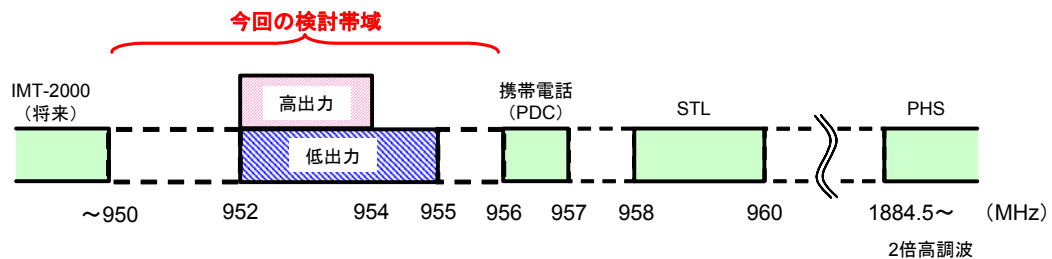 今回の検討帯域
IMT-2000
（将来）
高出力
低出力
携帯電話
（PDC）
STL
PHS
～950
952
954
955
956
957
958
960
1884.5～
（MHz）
2倍高調波